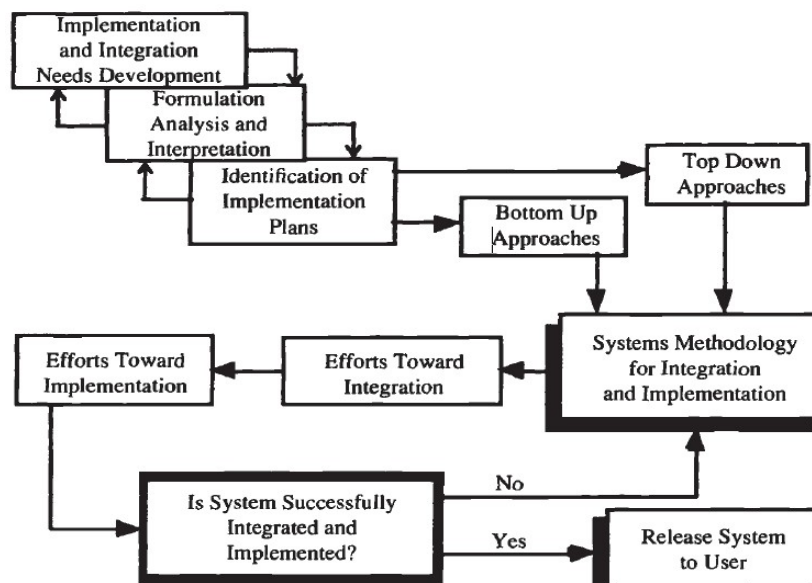 Implementation
and Integration
Needs Development
Formulation
Analysis and
Interpretation
Identification of
Implementation
Plans
Top Down
Approaches
Bottom Up
Approaches
Systems Methodology
for Integration
and Implementation
Efforts Toward
Integration
Efforts Toward
Implementation
Is System Successfully
Integrated and
Implemented?
No
Yes
Release System
to User